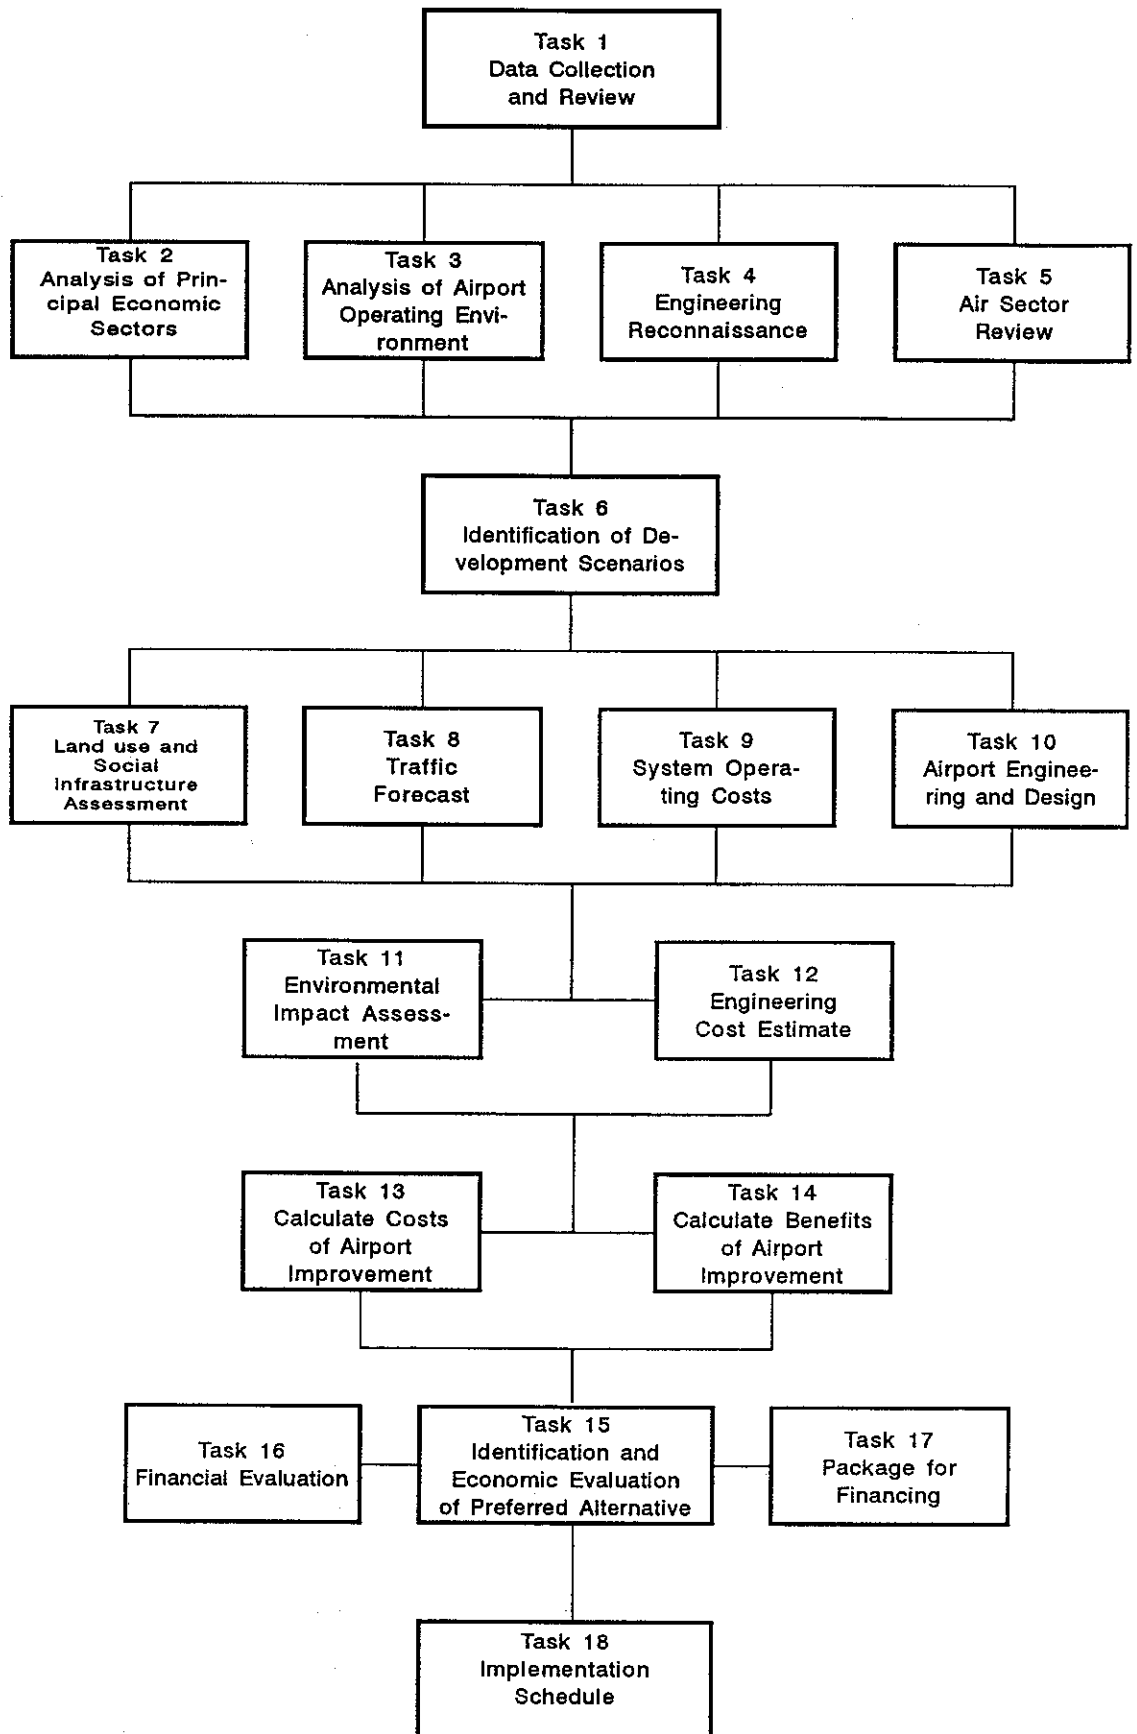 Task 1
Data Collection
and Review
Task 2
Analysis of Prin-
cipal Economic
Sectors
Task 3
Analysis of Airport
Operating Envi-
ronment
Task 4
Engineering
Reconnaissance
Task 5
Air Sector
Review
Task 6
Identification of De-
velopment Scenarios
Task 7
Land use and
Social
Infrastructure
Assessment
Task 8
Traffic
Forecast
Task 9
System Opera-
ting Costs
Task 10
Airport Enginee-
ring and Design
Task 11
Environmental
Impact Assess-
ment
Task 12
Engineering
Cost Estimate
Task 13
Calculate Costs
of Airport
Improvement
Task 14
Calculate Benefits
of Airport
Improvement
Task 16
Financial Evaluation
Task 15
Identification and
Economic Evaluation
of Preferred Alternative
Task 17
Package for
Financing
Task 18
Implementation
Schedule